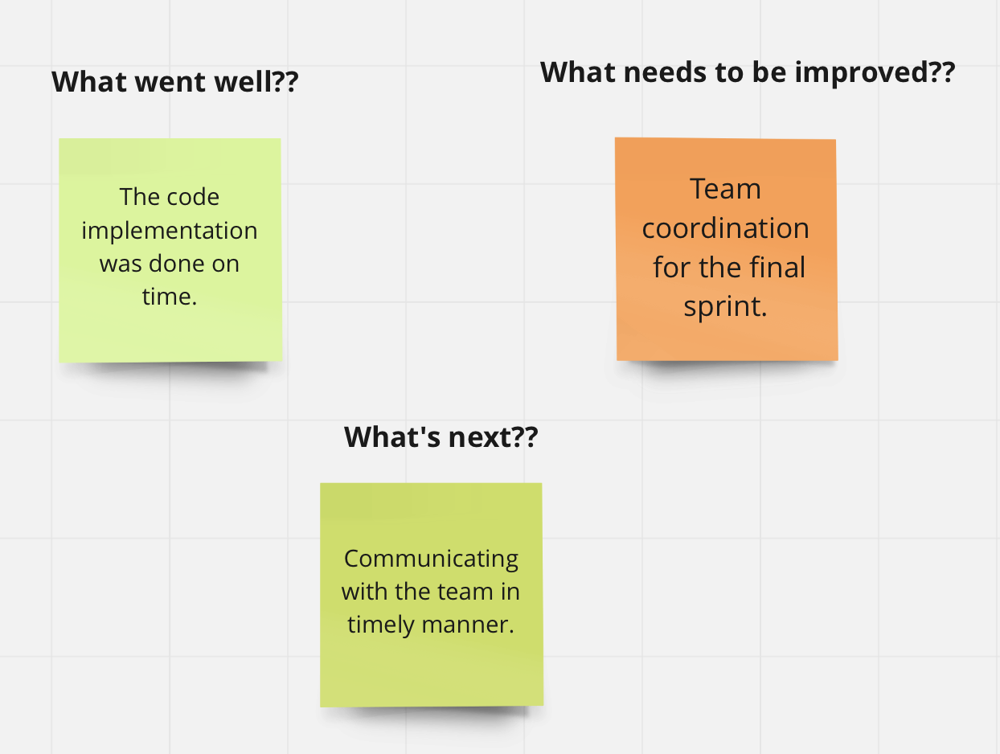 What went well??
The code
implementation
was done on
time.
What needs to be improved??
Team
coordination
for the final
sprint.
What's next??
Communicating
with the team in
timely manner.